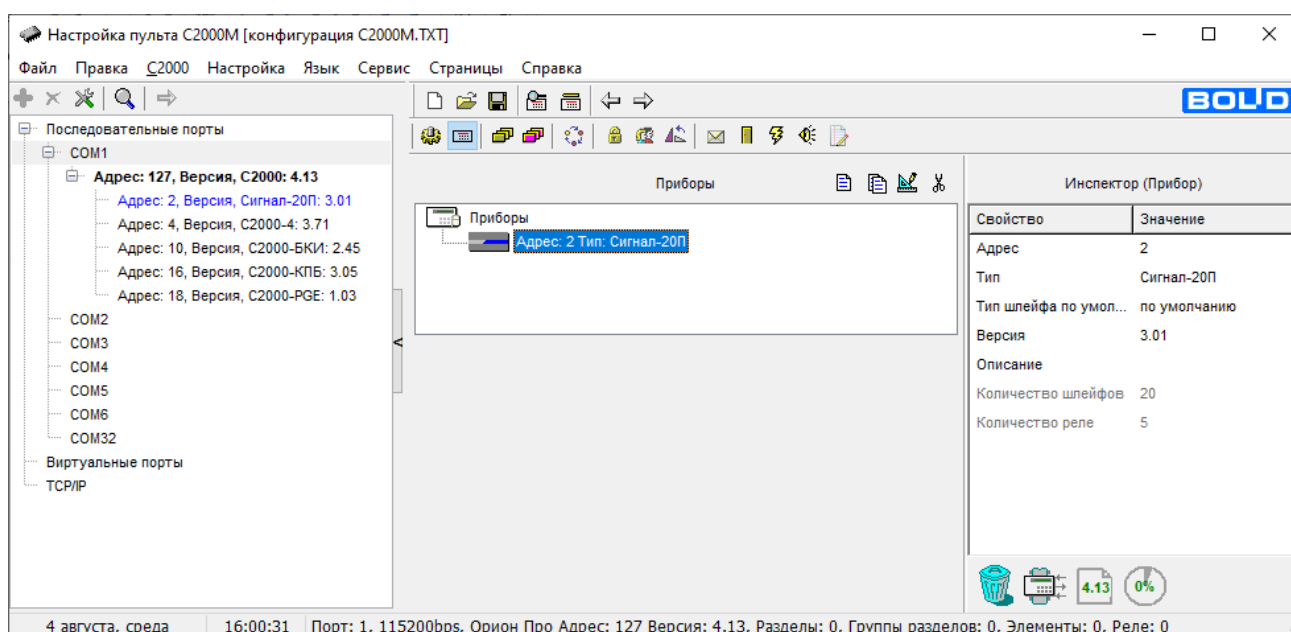 Настройка пульта С2000М [конфигурация С2000М.TXT]
Файл Правка С2000 Настройка Язык Сервис Страницы Справка
BOLID
Последовательные порты
COM1
Адрес: 127, Версия, С2000: 4.13
Адрес: 2, Версия, Сигнал-20П: 3.01
Адрес: 4, Версия, С2000-4: 3.71
Адрес: 10, Версия, С2000-БКИ: 2.45
Адрес: 16, Версия, С2000-КПБ: 3.05
Адрес: 18, Версия, С2000-PGE: 1.03
COM2
COM3
COM4
COM5
COM6
COM32
Виртуальные порты
TCP/IP
<
Приборы
Приборы
Адрес: 2 Тип: Сигнал-20П
Инспектор (Прибор)
Свойство Значение
Адрес 2
Тип Сигнал-20П
Тип шлейфа по умол... по умолчанию
Версия 3.01
Описание
Количество шлейфов 20
Количество реле 5
4.13 0%
4 августа, среда 16:00:31 Порт: 1, 115200bps, Орион Про Адрес: 127 Версия: 4.13, Разделы: 0, Группы разделов: 0, Элементы: 0, Реле: 0